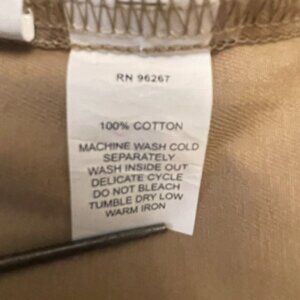 RN 96267
100% COTTON
MACHINE WASH COLD
SEPARATELY
WASH INSIDE OUT
DELICATE CYCLE
DO NOT BLEACH
TUMBLE DRY LOW
WARM IRON